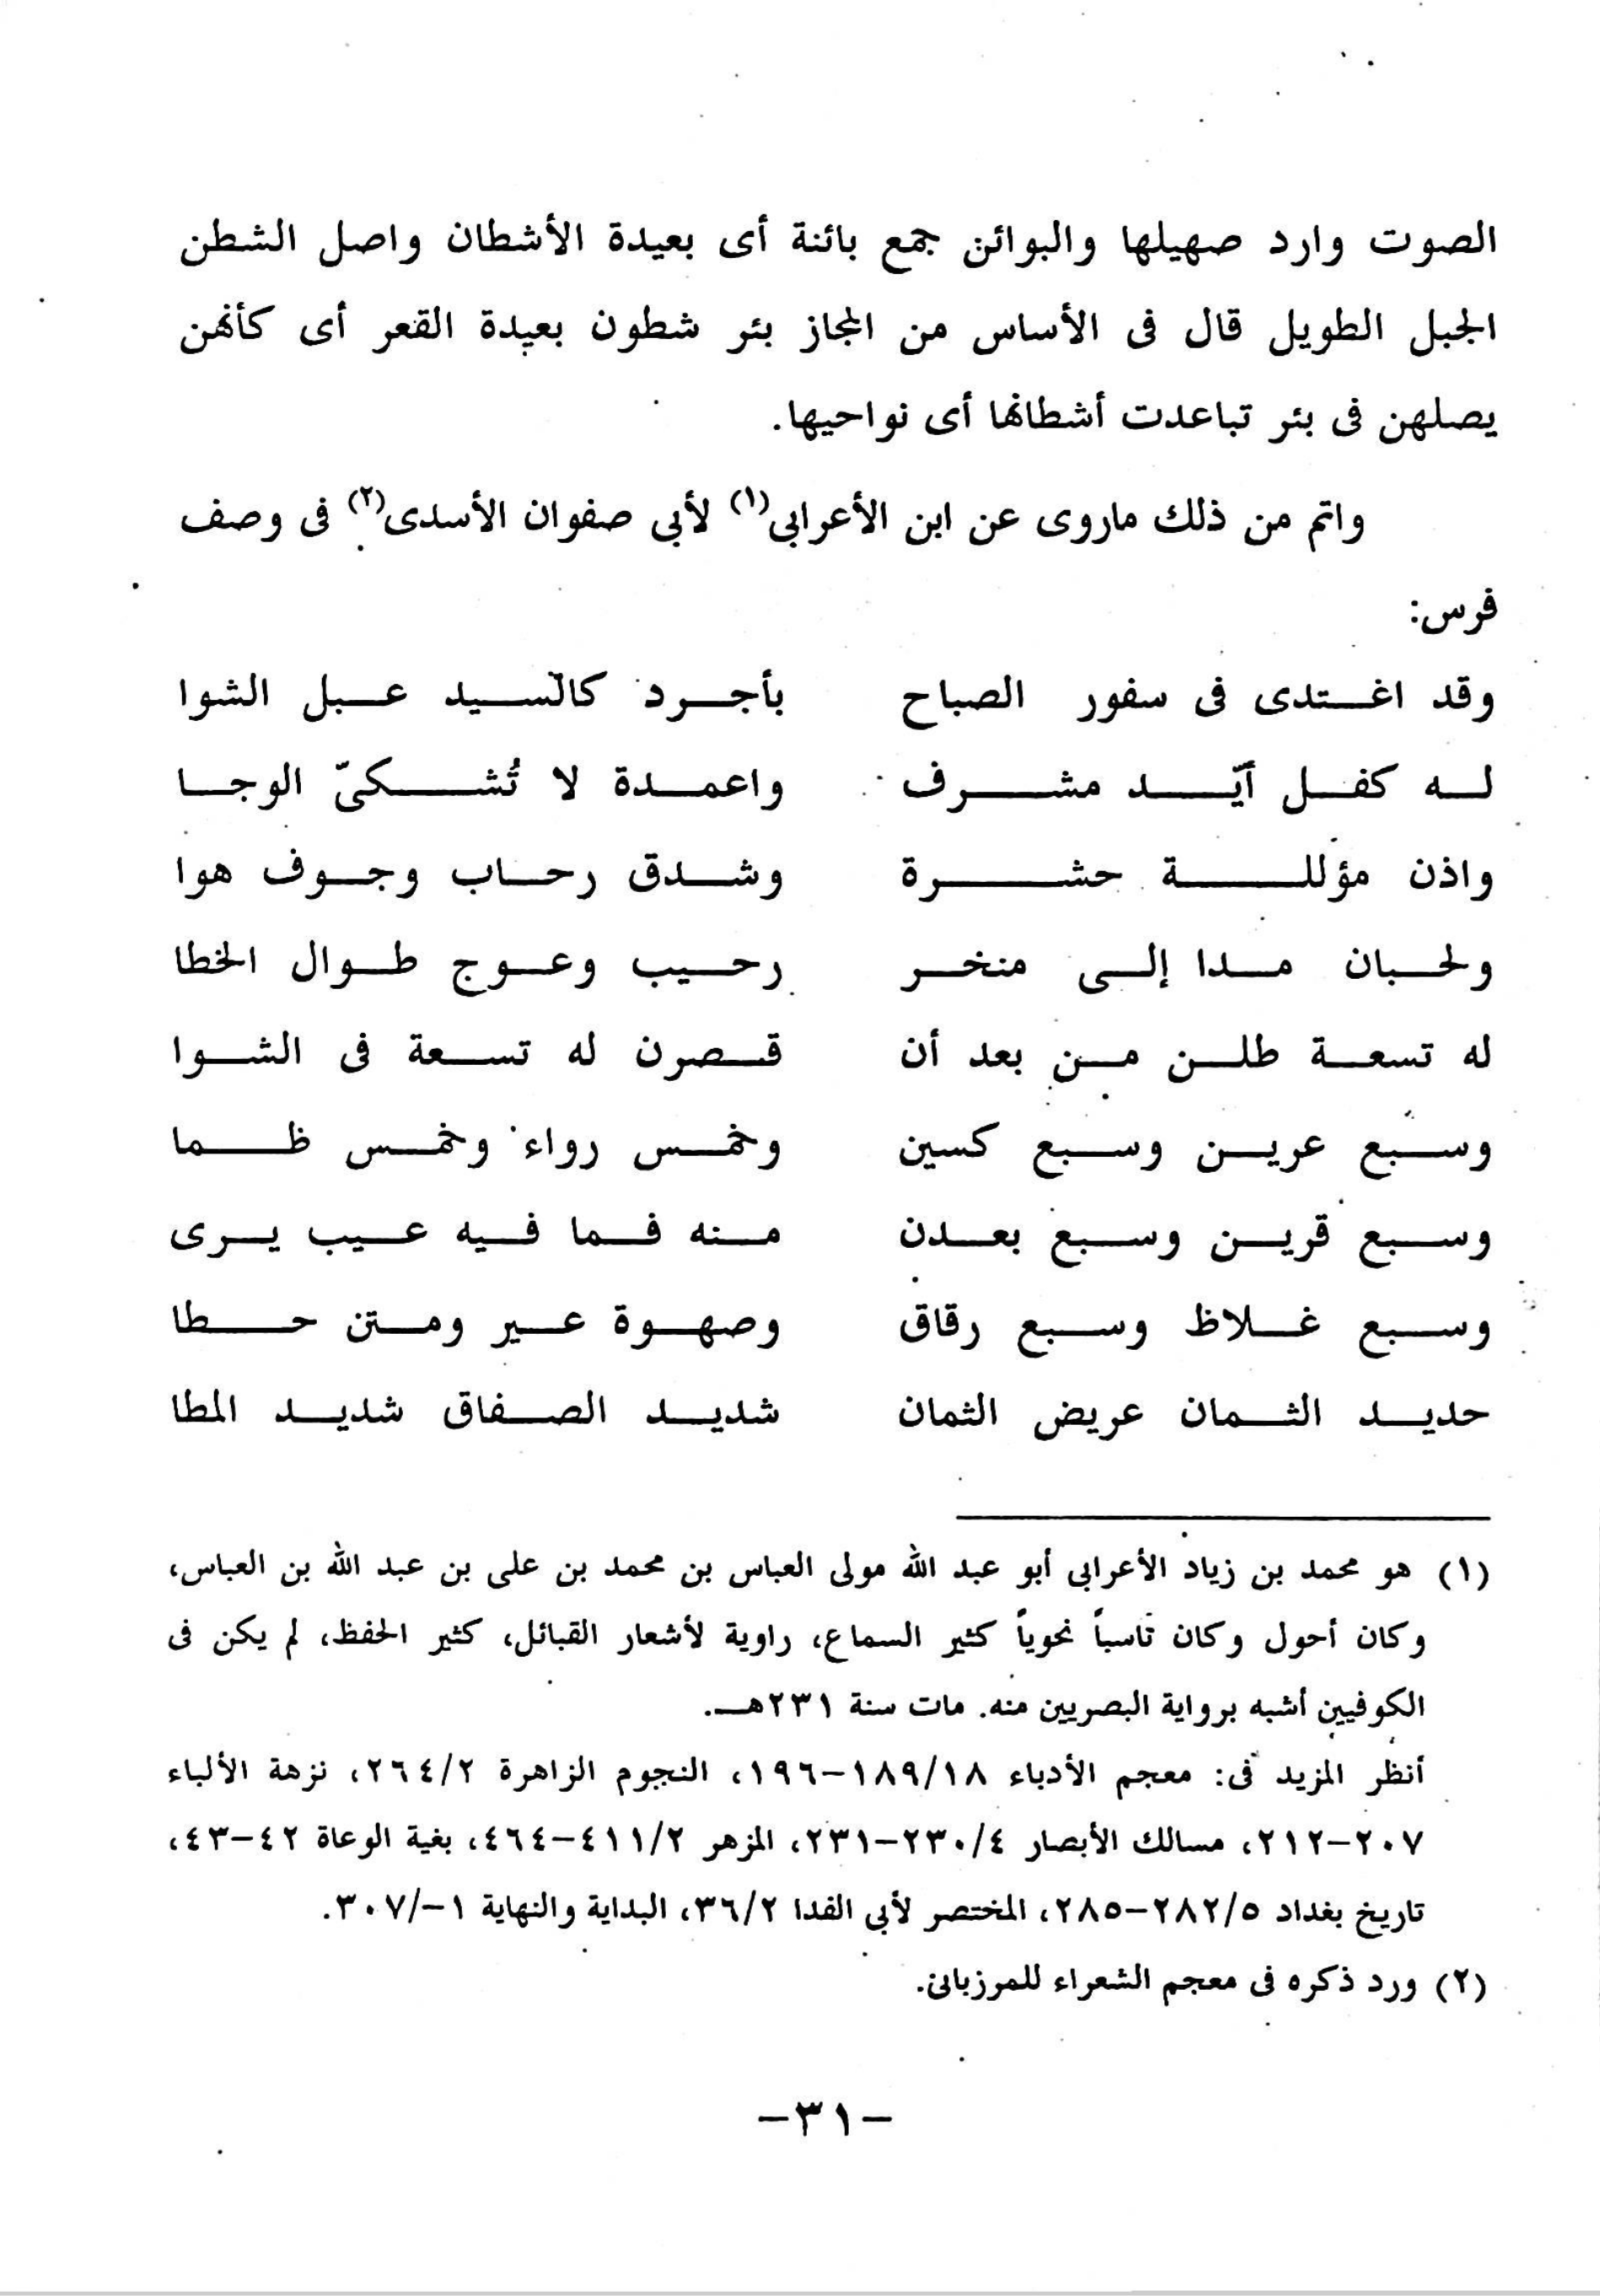 الصوت وارد صهيلها والبوائن جمع بائنة أى بعيدة الأشطان واصل الشطن
الجبل الطويل قال فى الأساس من المجاز بئر شطون بعيدة القعر أى كأنهن
يصلهن فى بئر تباعدت أشطانها أى نواحيها.
واتم من ذلك ماروى عن ابن الأعرابى(١) لأبى صفوان الأسدى(٢) فى وصف
فرس:
وقد اغتدى فى سفور الصباح بأجرد كالسيد عبل الشوا
له كفل أيّد مشرف واعمدة لا تُشكىّ الوجا
واذن مؤللة حشرة وشدق رحاب وجوف هوا
ولحبان مدا إلى منخر رحيب وعوج طوال الخطا
له تسعة طلن من بعد أن قصرن له تسعة فى الشوا
وسبع عرين وسبع كسين وخمس رواء وخمس ظما
وسبع قرين وسبع بعدن منه فما فيه عيب يرى
وسبع غلاظ وسبع رقاق وصهوة عير ومتن حطا
حديد الثمان عريض الثمان شديد الصفاق شديد المطا
(١) هو محمد بن زياد الأعرابى أبو عبد الله مولى العباس بن محمد بن على بن عبد الله بن العباس،
وكان أحول وكان تاسباً نحوياً كثير السماع، راوية لأشعار القبائل، كثير الحفظ، لم يكن فى
الكوفيين أشبه برواية البصريين منه. مات سنة ٢٣١هـ.
أنظر المزيد فى: معجم الأدباء ١٨٩/١٨–١٩٦، النجوم الزاهرة ٢٦٤/٢، نزهة الألباء
٢٠٧–٢١٢، مسالك الأبصار ٢٣٠/٤–٢٣١، المزهر ٤١١/٢–٤٦٤، بغية الوعاة ٤٢–٤٣،
تاريخ بغداد ٢٨٢/٥–٢٨٥، المختصر لأبى الفدا ٣٦/٢، البداية والنهاية ١–/٣٠٧.
(٢) ورد ذكره فى معجم الشعراء للمرزبانى.
–٣١–